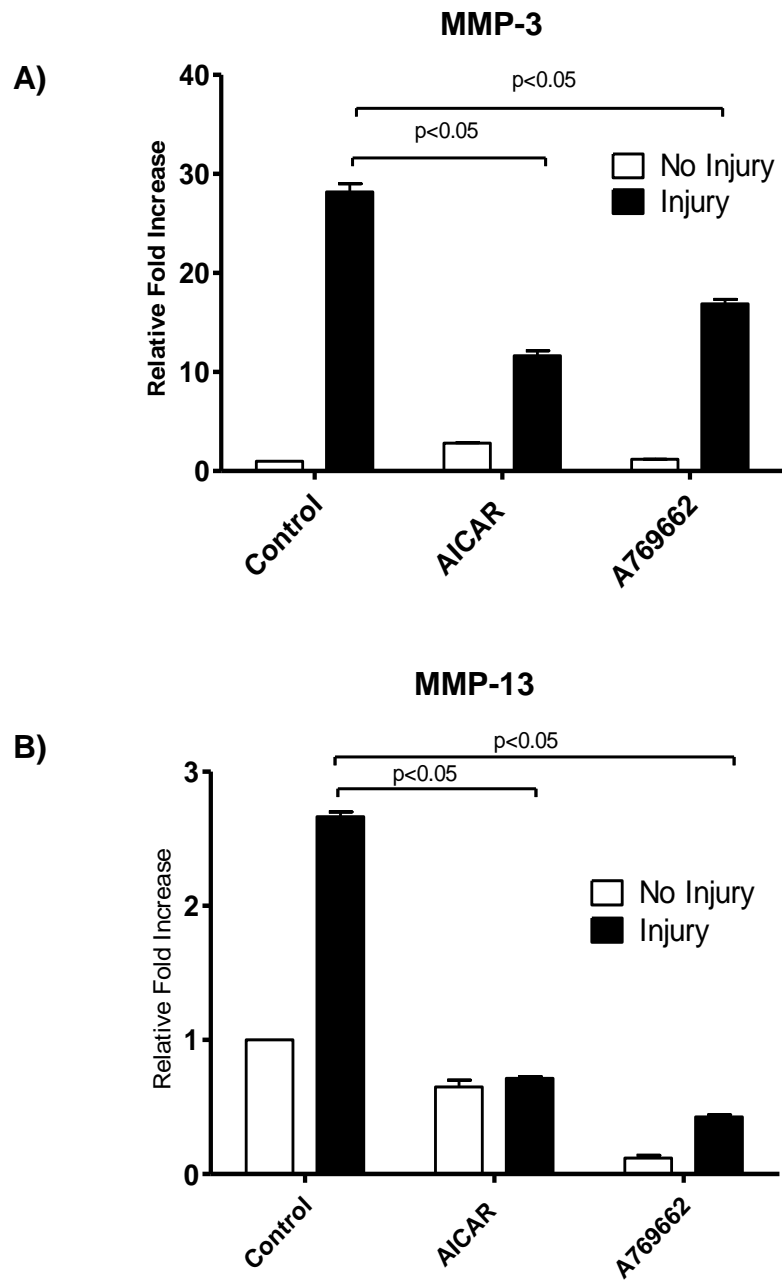 MMP-3
A)
40
30
20
10
0
Relative Fold Increase
p<0.05
p<0.05
No Injury
Injury
Control
AICAR
A769662
MMP-13
B)
3
2
1
0
Relative Fold Increase
p<0.05
p<0.05
No Injury
Injury
Control
AICAR
A769662